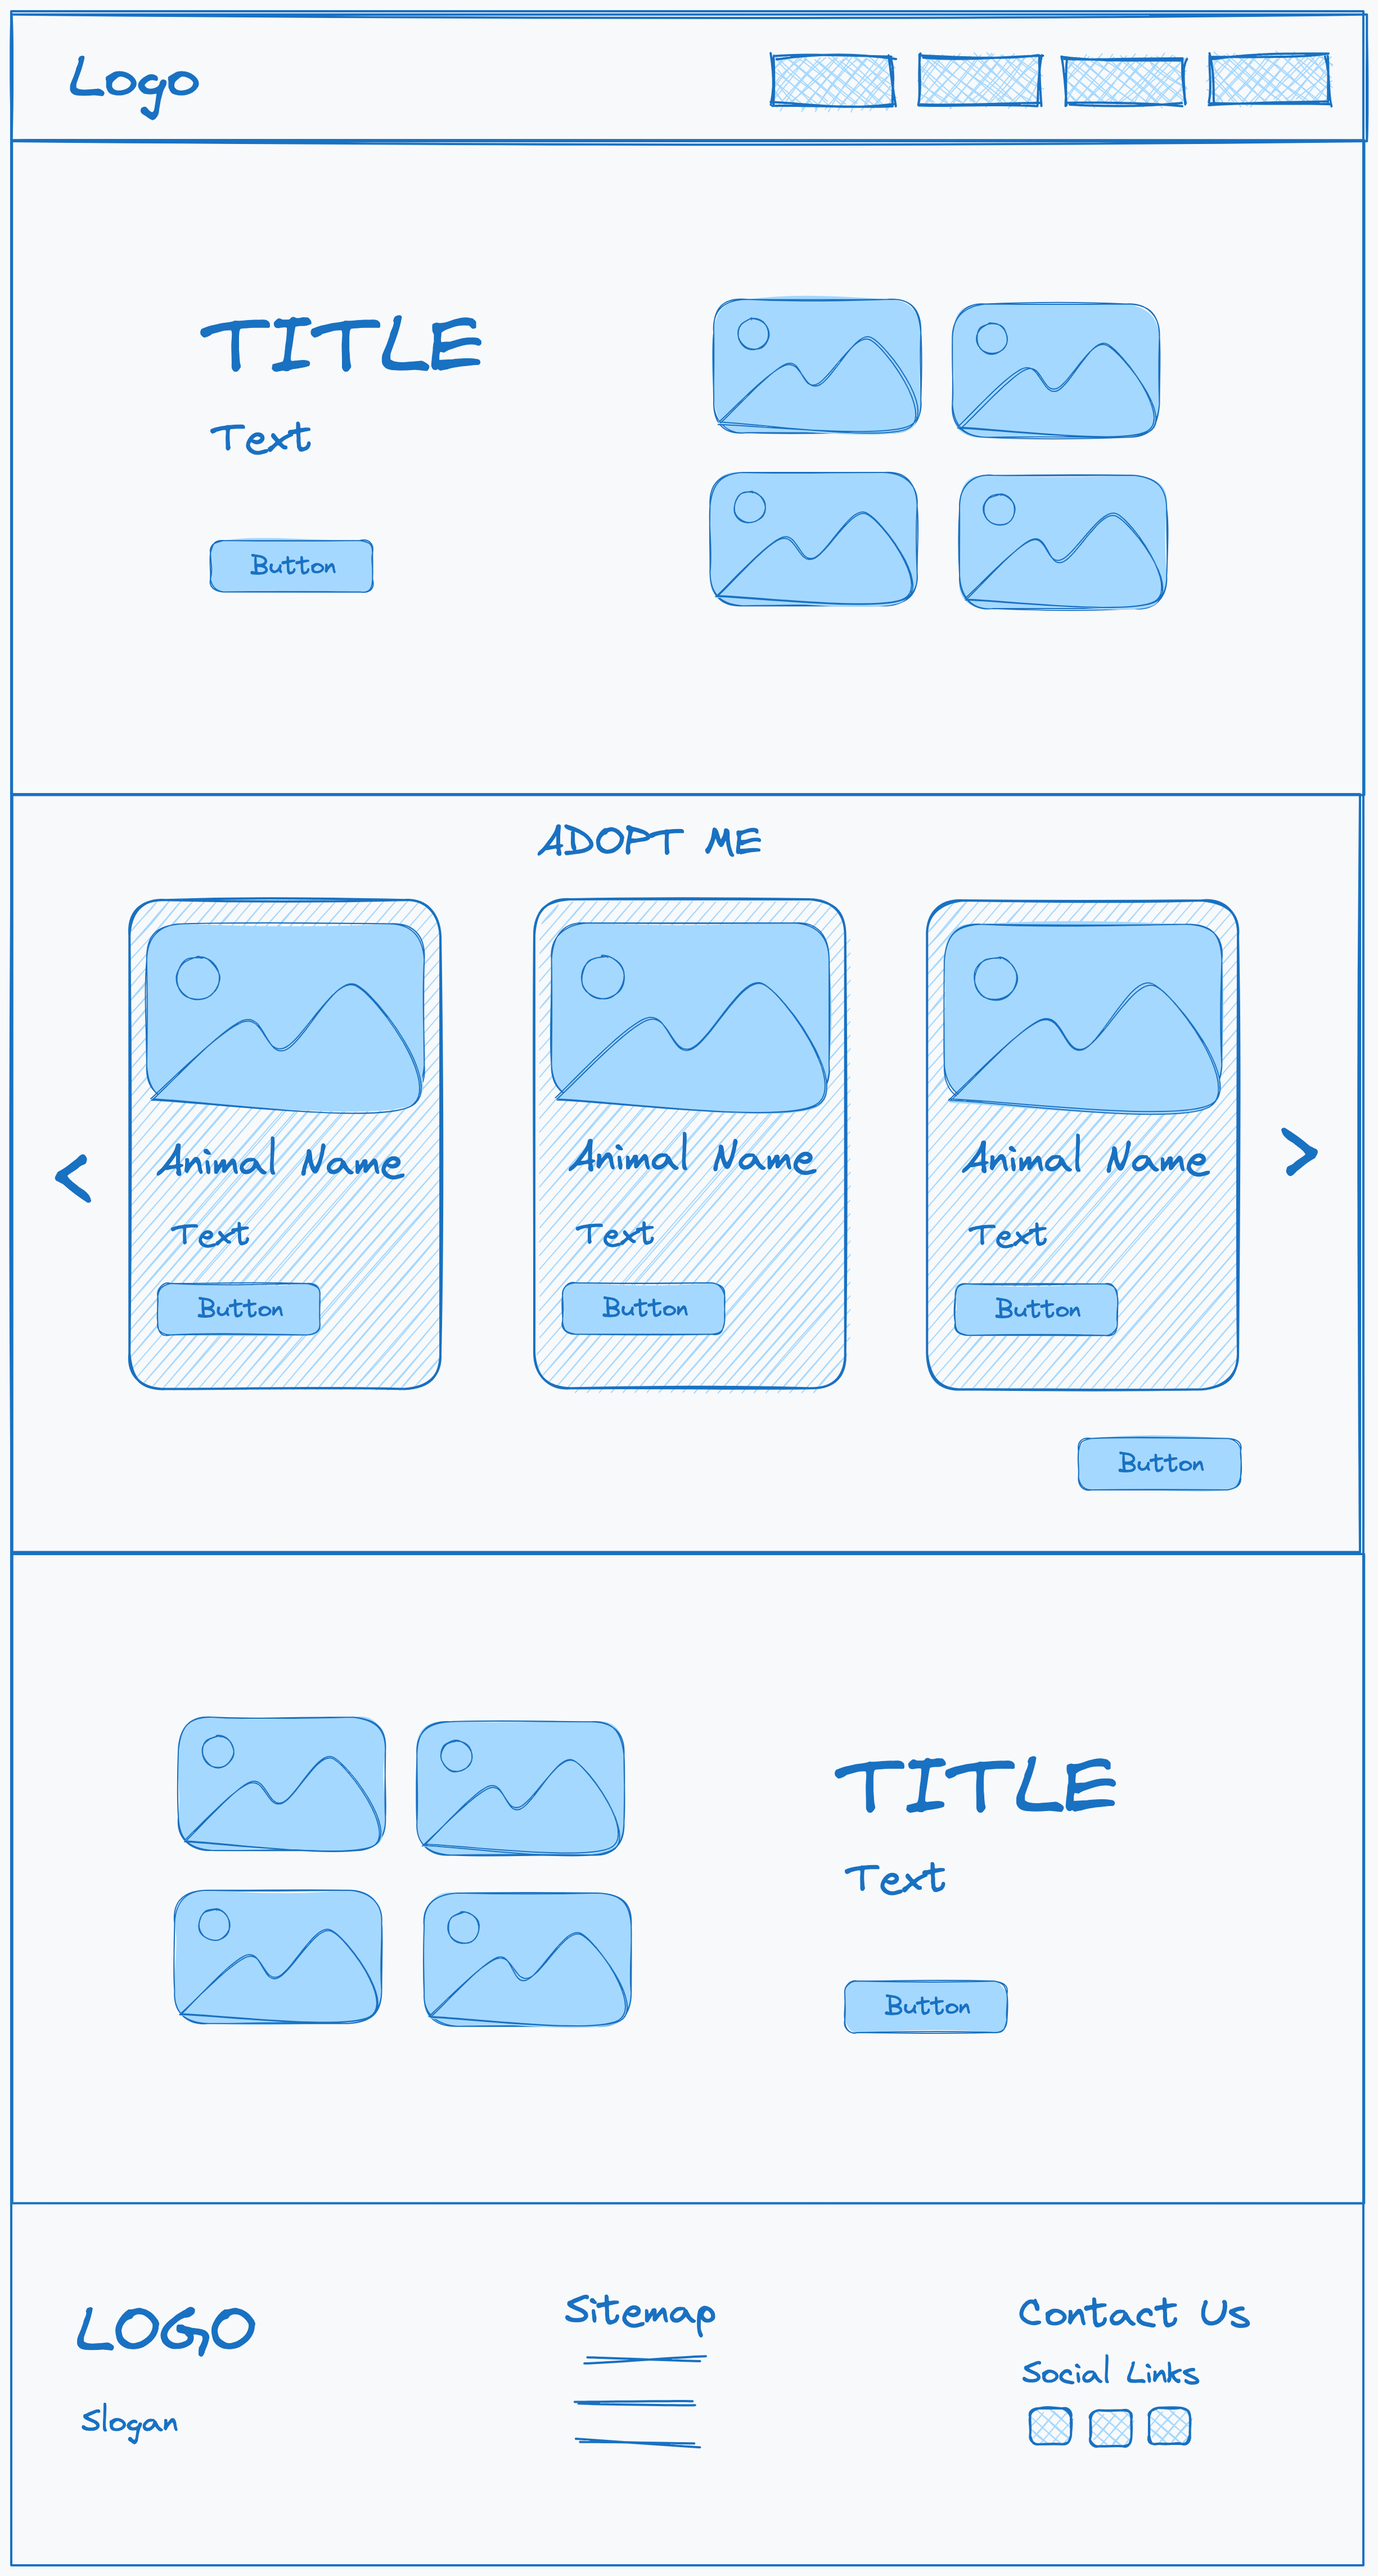 Logo
TITLE
Text
Button
ADOPT ME
<
Animal Name
Text
Button
Animal Name
Text
Button
Animal Name
Text
Button
>
Button
TITLE
Text
Button
LOGO
Slogan
Sitemap
Contact Us
Social Links